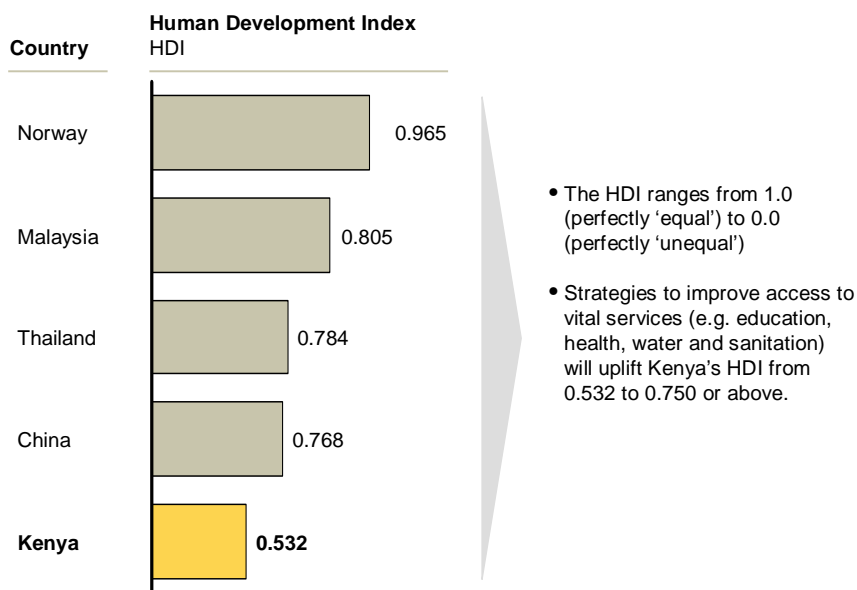 Human Development Index
Country
HDI
Norway
0.965
Malaysia
0.805
Thailand
0.784
China
0.768
Kenya
0.532
• The HDI ranges from 1.0
(perfectly ‘equal’) to 0.0
(perfectly ‘unequal’)
• Strategies to improve access to
vital services (e.g. education,
health, water and sanitation)
will uplift Kenya’s HDI from
0.532 to 0.750 or above.